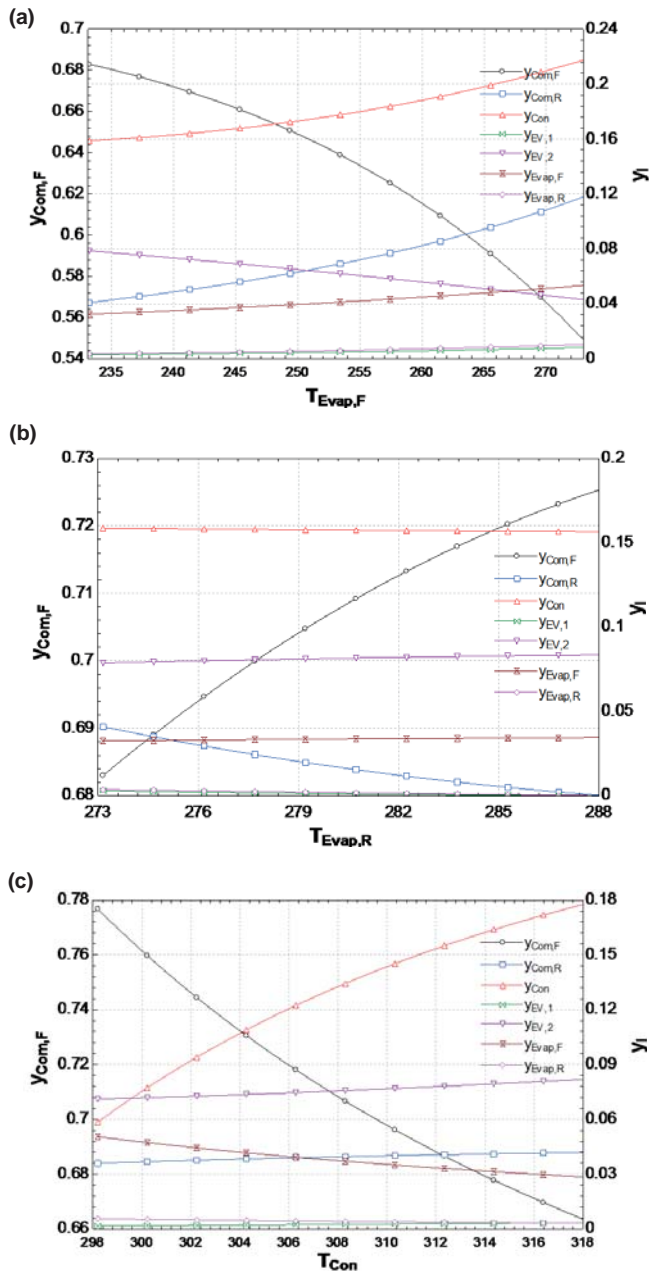 (a)
0.7
0.24
0.68
0.66
0.64
0.62
0.6
0.58
0.56
0.54
0.2
0.16
0.12
0.08
0.04
0
yCom,F
yCom,R
yCon
yEV,1
yEV,2
yEvap,F
yEvap,R
yCom,F
yI
235 240 245 250 255 260 265 270
TEvap,F
(b)
0.73
0.72
0.71
0.7
0.69
0.68
0.2
0.15
0.1
0.05
0
yCom,F
yCom,R
yCon
yEV,1
yEV,2
yEvap,F
yEvap,R
yCom,F
yI
273 276 279 282 285 288
TEvap,R
(c)
0.78
0.76
0.74
0.72
0.7
0.68
0.66
0.18
0.15
0.12
0.09
0.06
0.03
0
yCom,F
yCom,R
yCon
yEV,1
yEV,2
yEvap,F
yEvap,R
yCom,F
yI
298 300 302 304 306 308 310 312 314 316 318
TCon